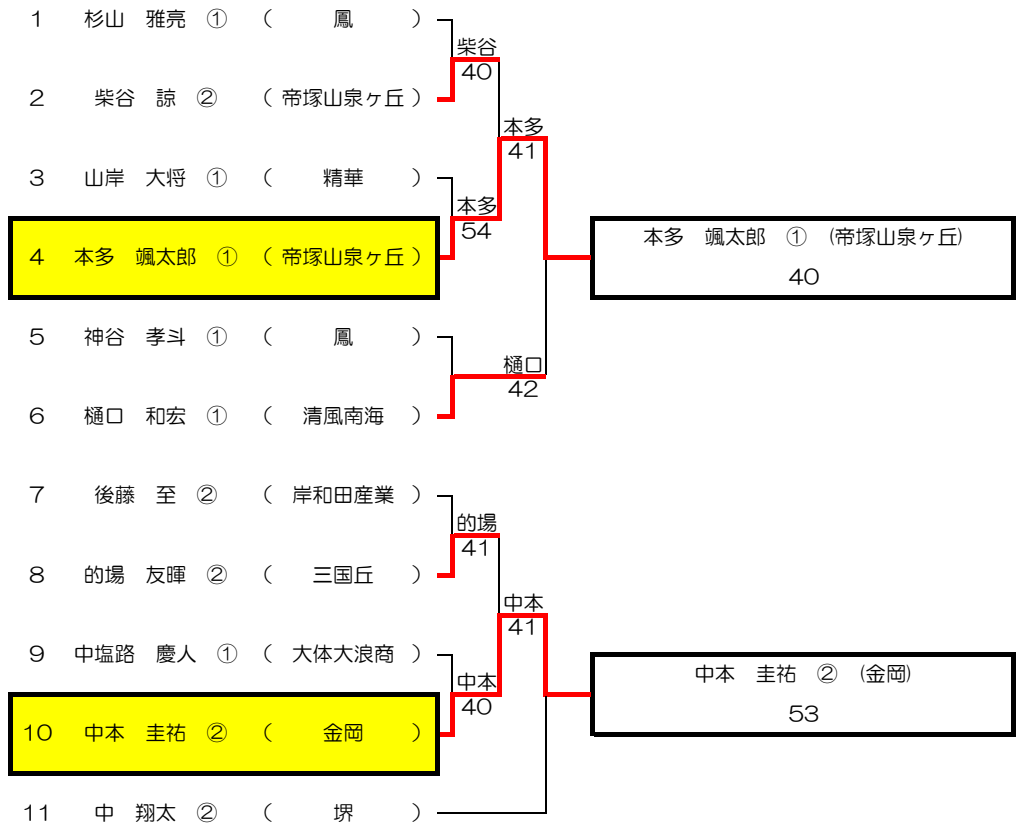 1 杉山 雅亮 ① ( 鳳 )
柴谷
40
2 柴谷 諒 ② ( 帝塚山泉ヶ丘 )
本多
41
3 山岸 大将 ① ( 精華 )
本多
54
4 本多 颯太郎 ① ( 帝塚山泉ヶ丘 )
本多 颯太郎 ① (帝塚山泉ヶ丘)
40
5 神谷 孝斗 ① ( 鳳 )
樋口
42
6 樋口 和宏 ① ( 清風南海 )
7 後藤 至 ② ( 岸和田産業 )
的場
41
8 的場 友暉 ② ( 三国丘 )
中本
41
9 中塩路 慶人 ① ( 大体大浪商 )
中本
40
中本 圭祐 ② (金岡)
53
10 中本 圭祐 ② ( 金岡 )
11 中 翔太 ② ( 堺 )